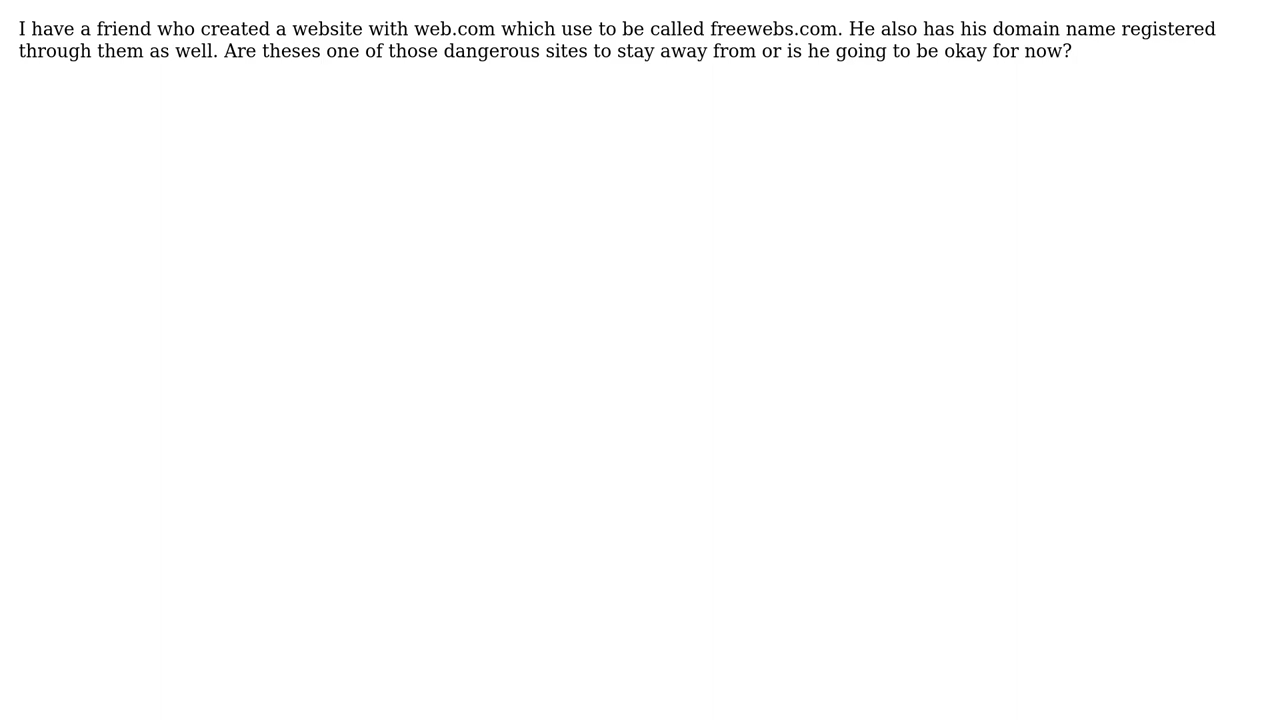 I have a friend who created a website with web.com which use to be called freewebs.com. He also has his domain name registered
through them as well. Are theses one of those dangerous sites to stay away from or is he going to be okay for now?